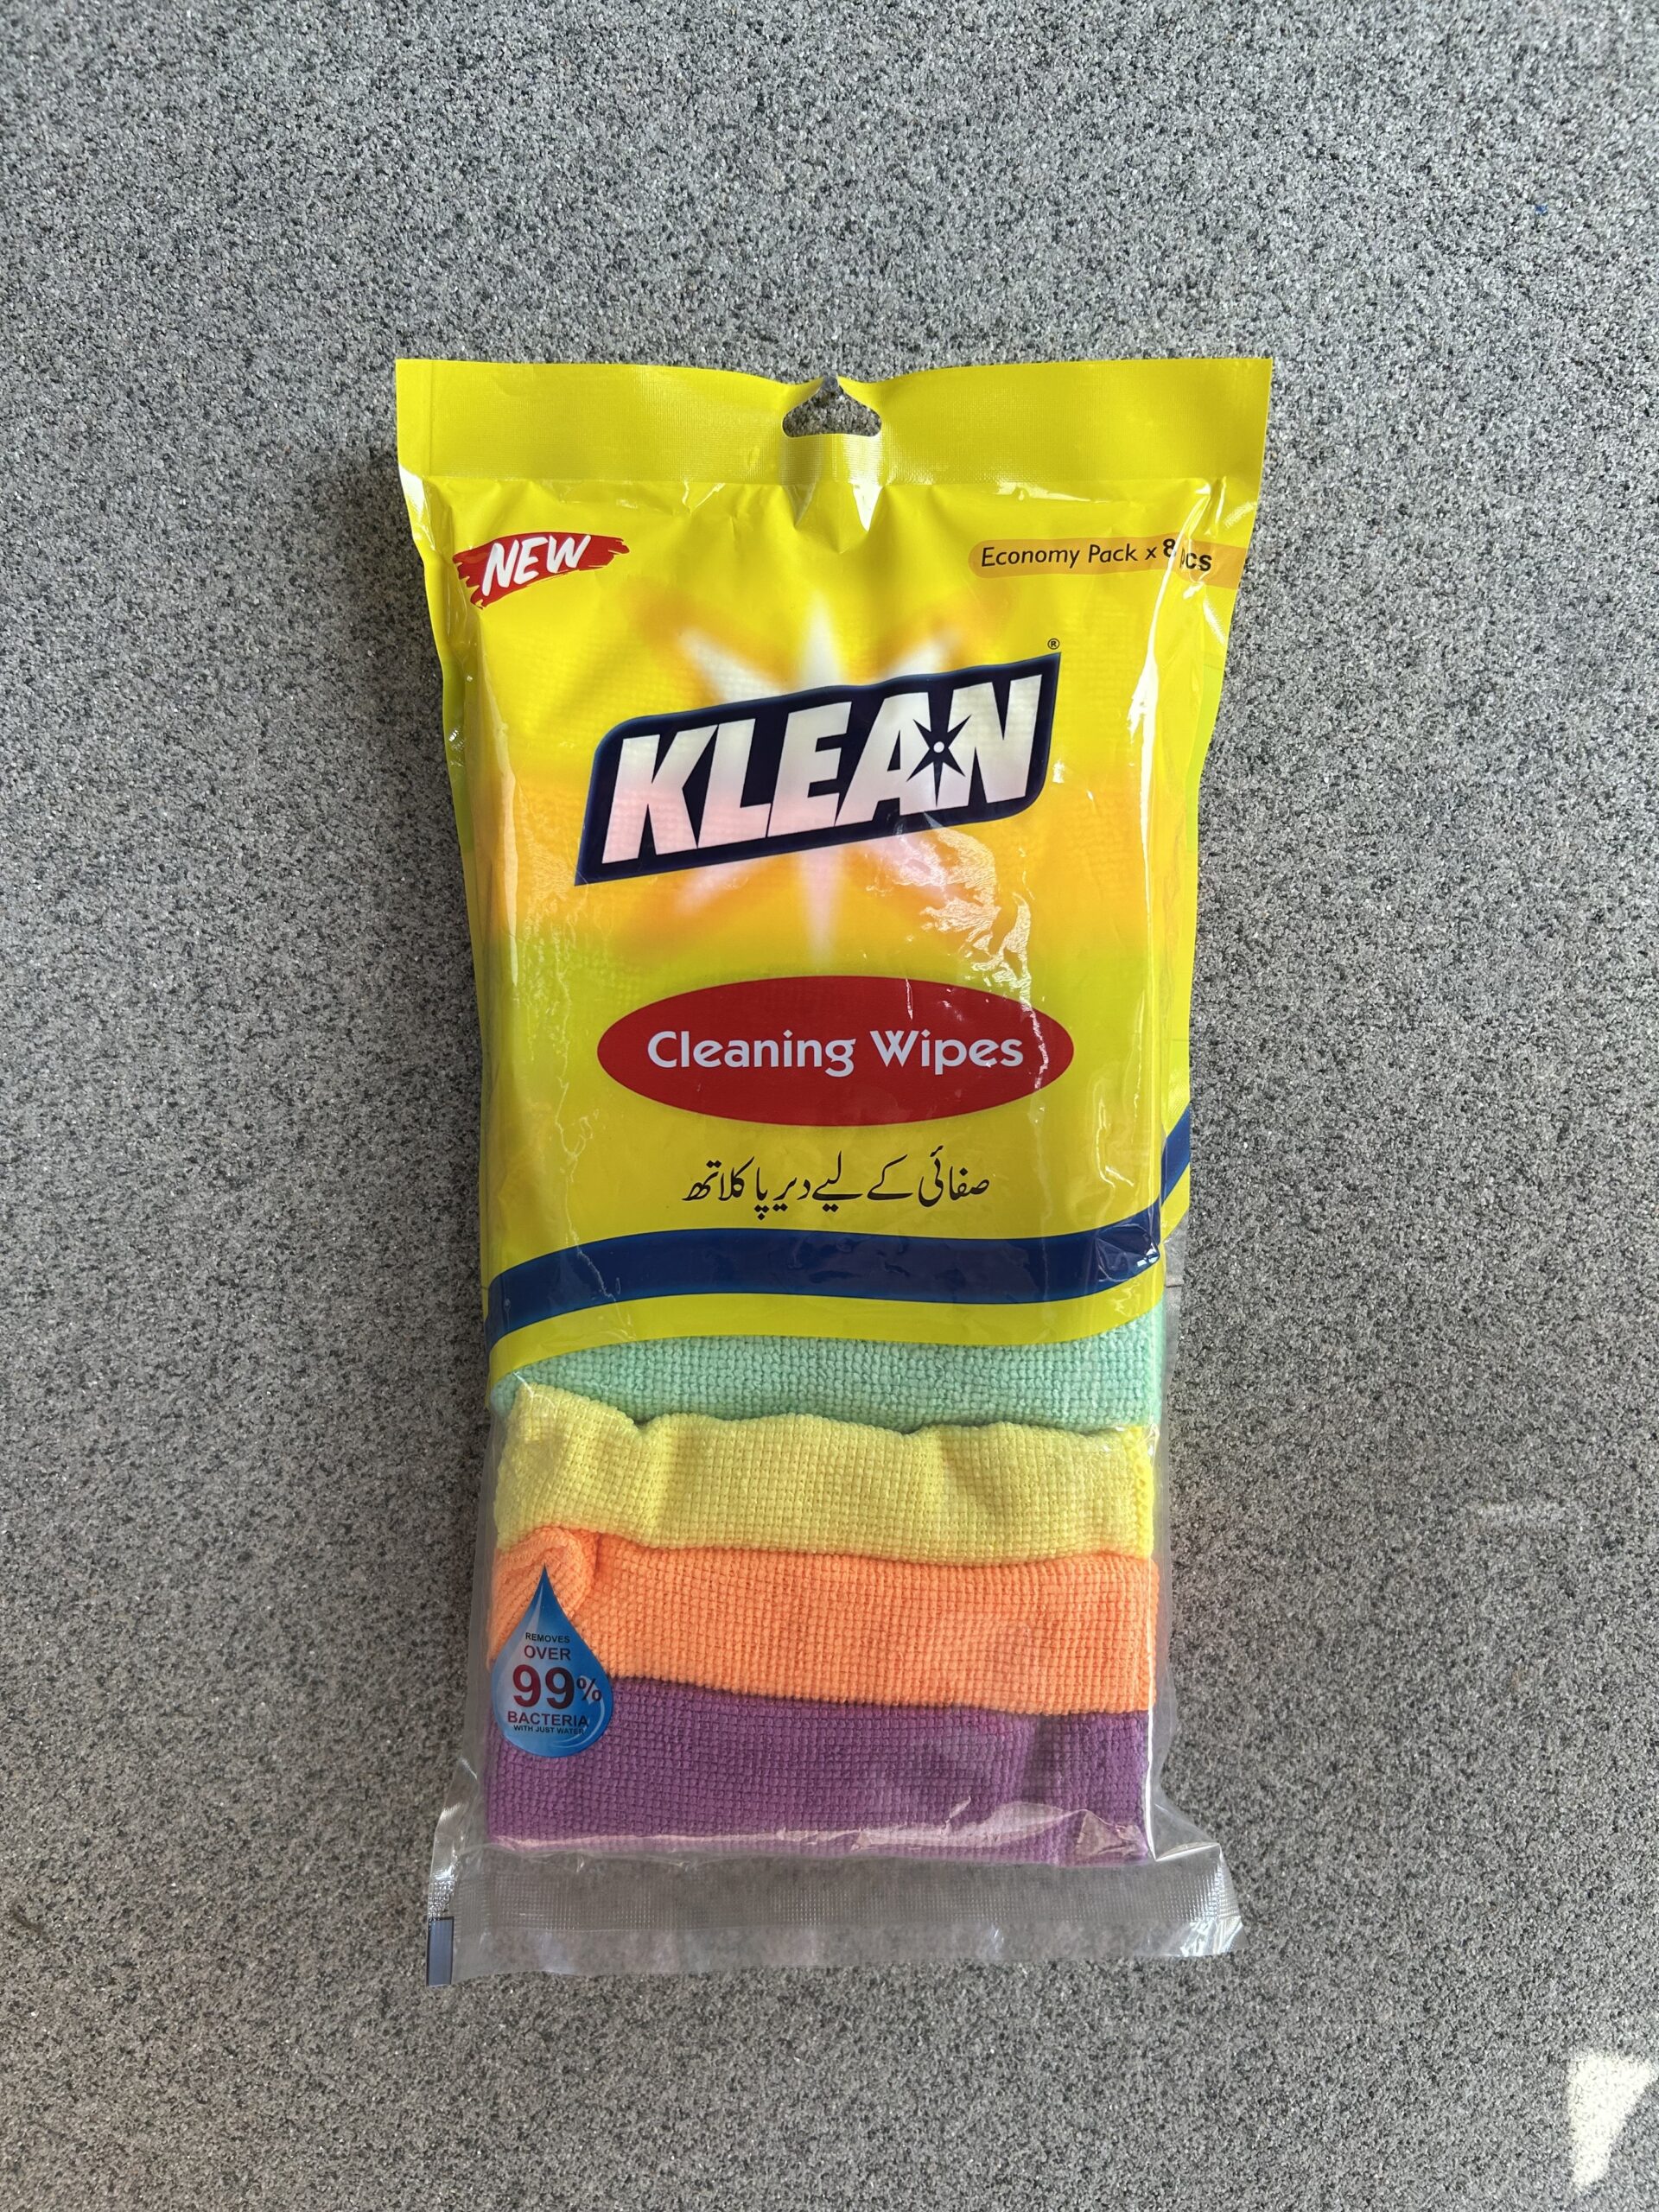 NEW
Economy Pack x 8 pcs
KLEAN®
Cleaning Wipes
صفائی کے لیے دیرپا کلاتھ
REMOVES
OVER
99%
BACTERIA
WITH JUST WATER